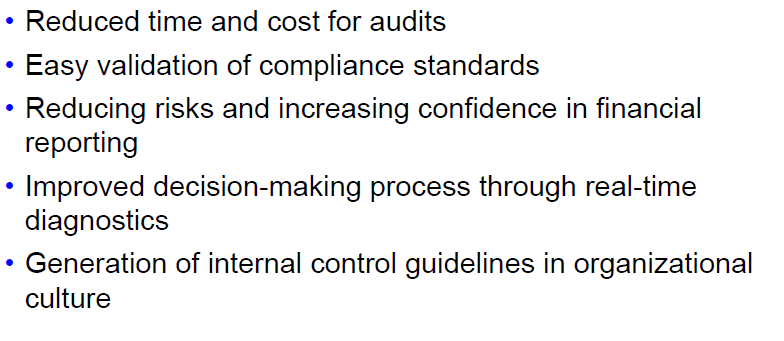 • Reduced time and cost for audits
• Easy validation of compliance standards
• Reducing risks and increasing confidence in financial
reporting
• Improved decision-making process through real-time
diagnostics
• Generation of internal control guidelines in organizational
culture